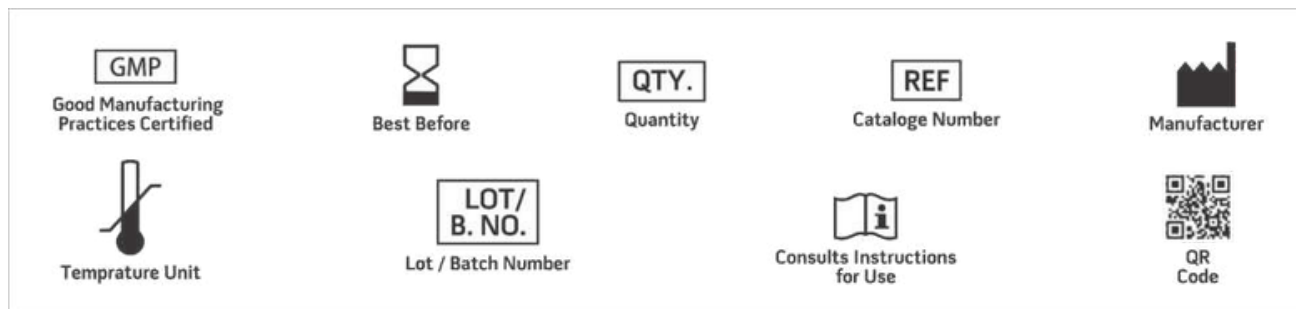 GMP
Good Manufacturing
Practices Certified
Best Before
QTY.
Quantity
REF
Cataloge Number
Manufacturer
Temprature Unit
LOT/
B. NO.
Lot / Batch Number
i
Consults Instructions
for Use
QR
Code